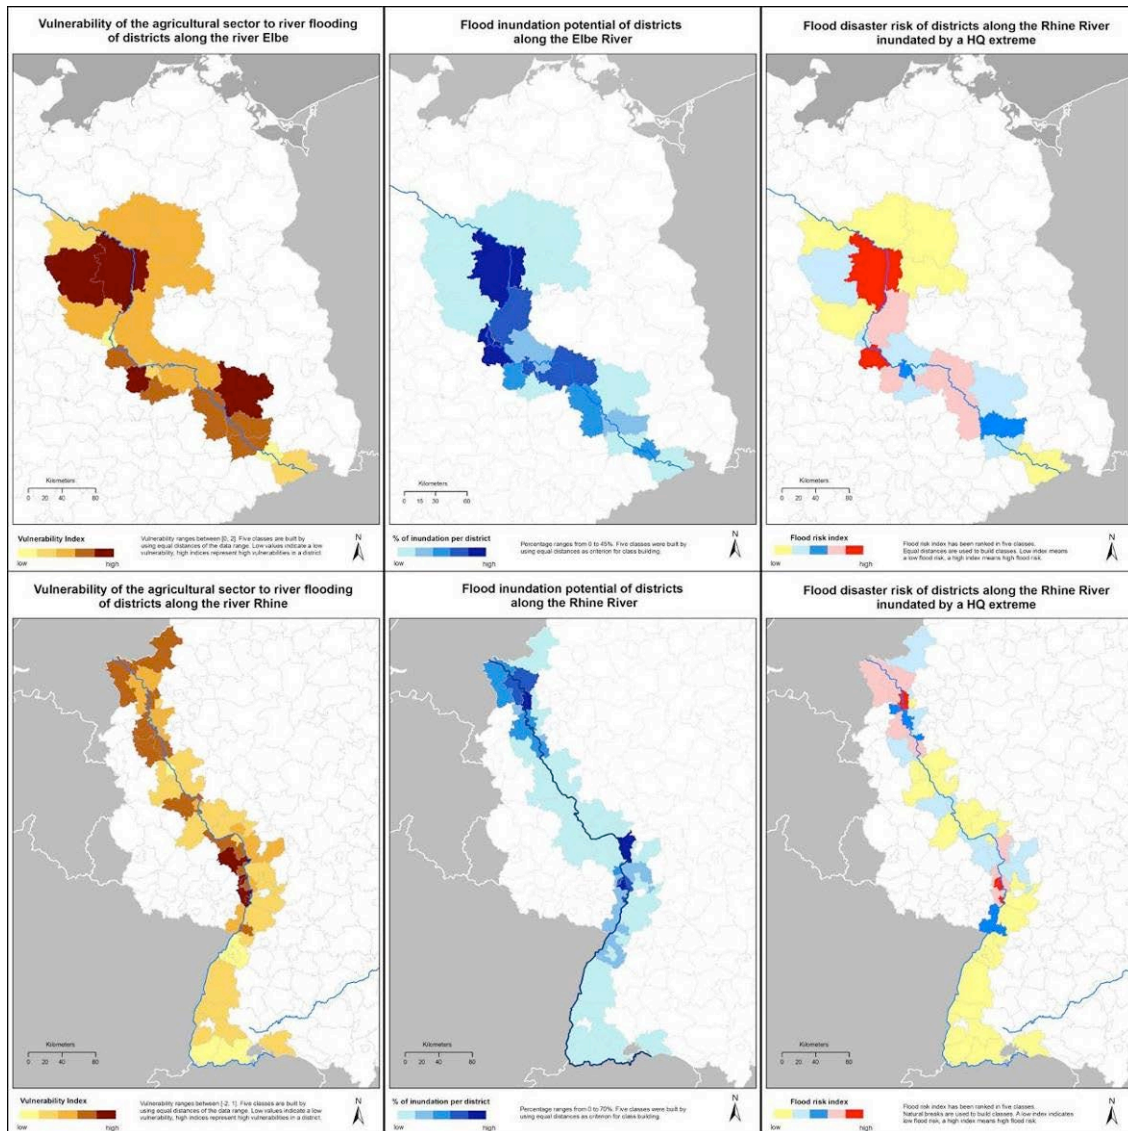 Vulnerability of the agricultural sector to river flooding
of districts along the river Elbe
Kilometers
0 20 40 80
Vulnerability Index
low high
Vulnerability ranges between [0, 2]. Five classes are built by
using equal distances of the data range. Low values indicate a low
vulnerability, high indices represent high vulnerabilities in a district.
N
Flood inundation potential of districts
along the Elbe River
Kilometers
0 15 30 60
% of inundation per district
low high
Percentage ranges from 0 to 45%. Five classes were built by
using equal distances as criterion for class building.
N
Flood disaster risk of districts along the Rhine River
inundated by a HQ extreme
Kilometers
0 20 40 80
Flood risk index
low high
Flood risk index has been ranked in five classes.
Equal distances are used to build classes. Low index means
a low flood risk, a high index means high flood risk.
N
Vulnerability of the agricultural sector to river flooding
of districts along the river Rhine
Kilometers
0 20 40 80
Vulnerability Index
low high
Vulnerability ranges between [-2, 1]. Five classes are built by
using equal distances of the data range. Low values indicate a low
vulnerability, high indices represent high vulnerabilities in a district.
N
Flood inundation potential of districts
along the Rhine River
Kilometers
0 20 40 80
% of inundation per district
low high
Percentage ranges from 0 to 70%. Five classes were built by
using equal distances as criterion for class building.
N
Flood disaster risk of districts along the Rhine River
inundated by a HQ extreme
Kilometers
0 20 40 80
Flood risk index
low high
Flood risk index has been ranked in five classes.
Natural breaks are used to build classes. A low index indicates
low flood risk, a high index means high flood risk.
N